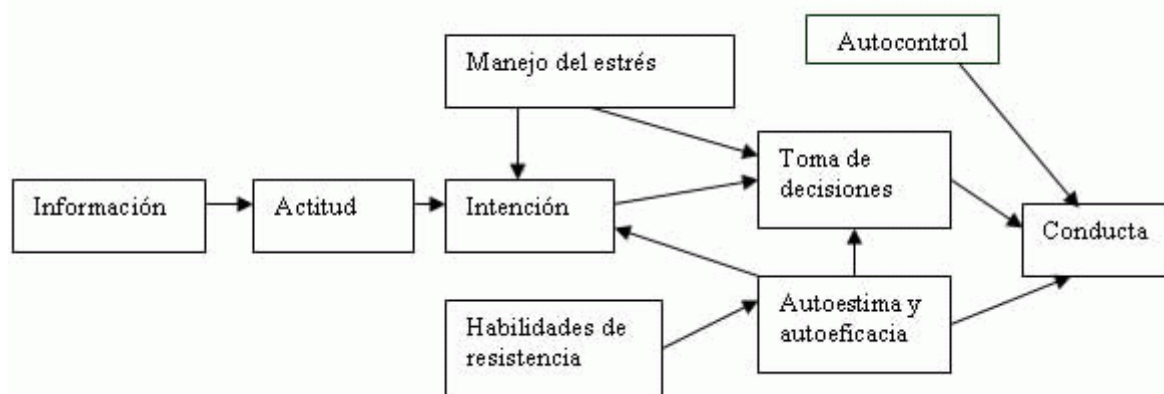 Autocontrol
Manejo del estrés
Toma de
decisiones
Información
Actitud
Intención
Conducta
Autoestima y
autoeficacia
Habilidades de
resistencia